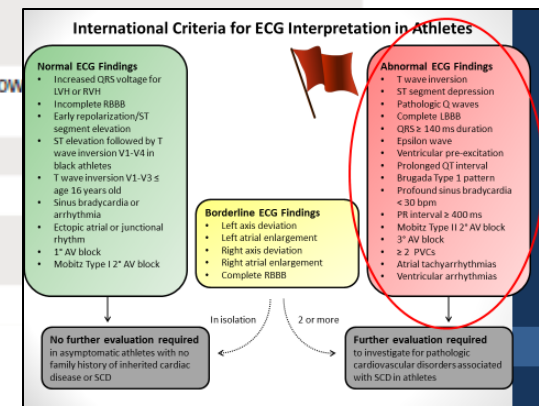 International Criteria for ECG Interpretation in Athletes
Normal ECG Findings
• Increased QRS voltage for
LVH or RVH
• Incomplete RBBB
• Early repolarization/ST
segment elevation
• ST elevation followed by T
wave inversion V1-V4 in
black athletes
• T wave inversion V1-V3 ≤
age 16 years old
• Sinus bradycardia or
arrhythmia
• Ectopic atrial or junctional
rhythm
• 1° AV block
• Mobitz Type I 2° AV block
Borderline ECG Findings
• Left axis deviation
• Left atrial enlargement
• Right axis deviation
• Right atrial enlargement
• Complete RBBB
Abnormal ECG Findings
• T wave inversion
• ST segment depression
• Pathologic Q waves
• Complete LBBB
• QRS ≥ 140 ms duration
• Epsilon wave
• Ventricular pre-excitation
• Prolonged QT interval
• Brugada Type 1 pattern
• Profound sinus bradycardia
< 30 bpm
• PR interval ≥ 400 ms
• Mobitz Type II 2° AV block
• 3° AV block
• ≥ 2 PVCs
• Atrial tachyarrhythmias
• Ventricular arrhythmias
In isolation
2 or more
No further evaluation required
in asymptomatic athletes with no
family history of inherited cardiac
disease or SCD
Further evaluation required
to investigate for pathologic
cardiovascular disorders associated
with SCD in athletes